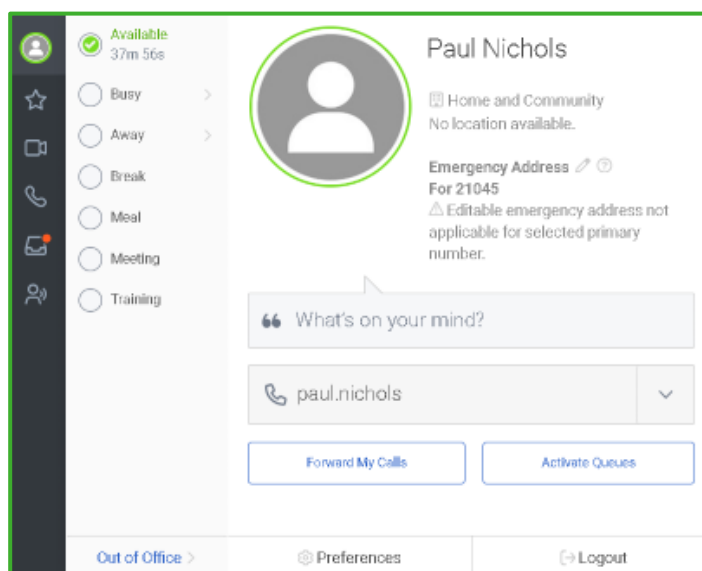 Available
37m 56s
Busy
Away
Break
Meal
Meeting
Training
Out of Office
Paul Nichols
Home and Community
No location available.
Emergency Address
For 21045
Editable emergency address not
applicable for selected primary
number.
What's on your mind?
paul.nichols
Forward My Calls
Activate Queues
Preferences
Logout